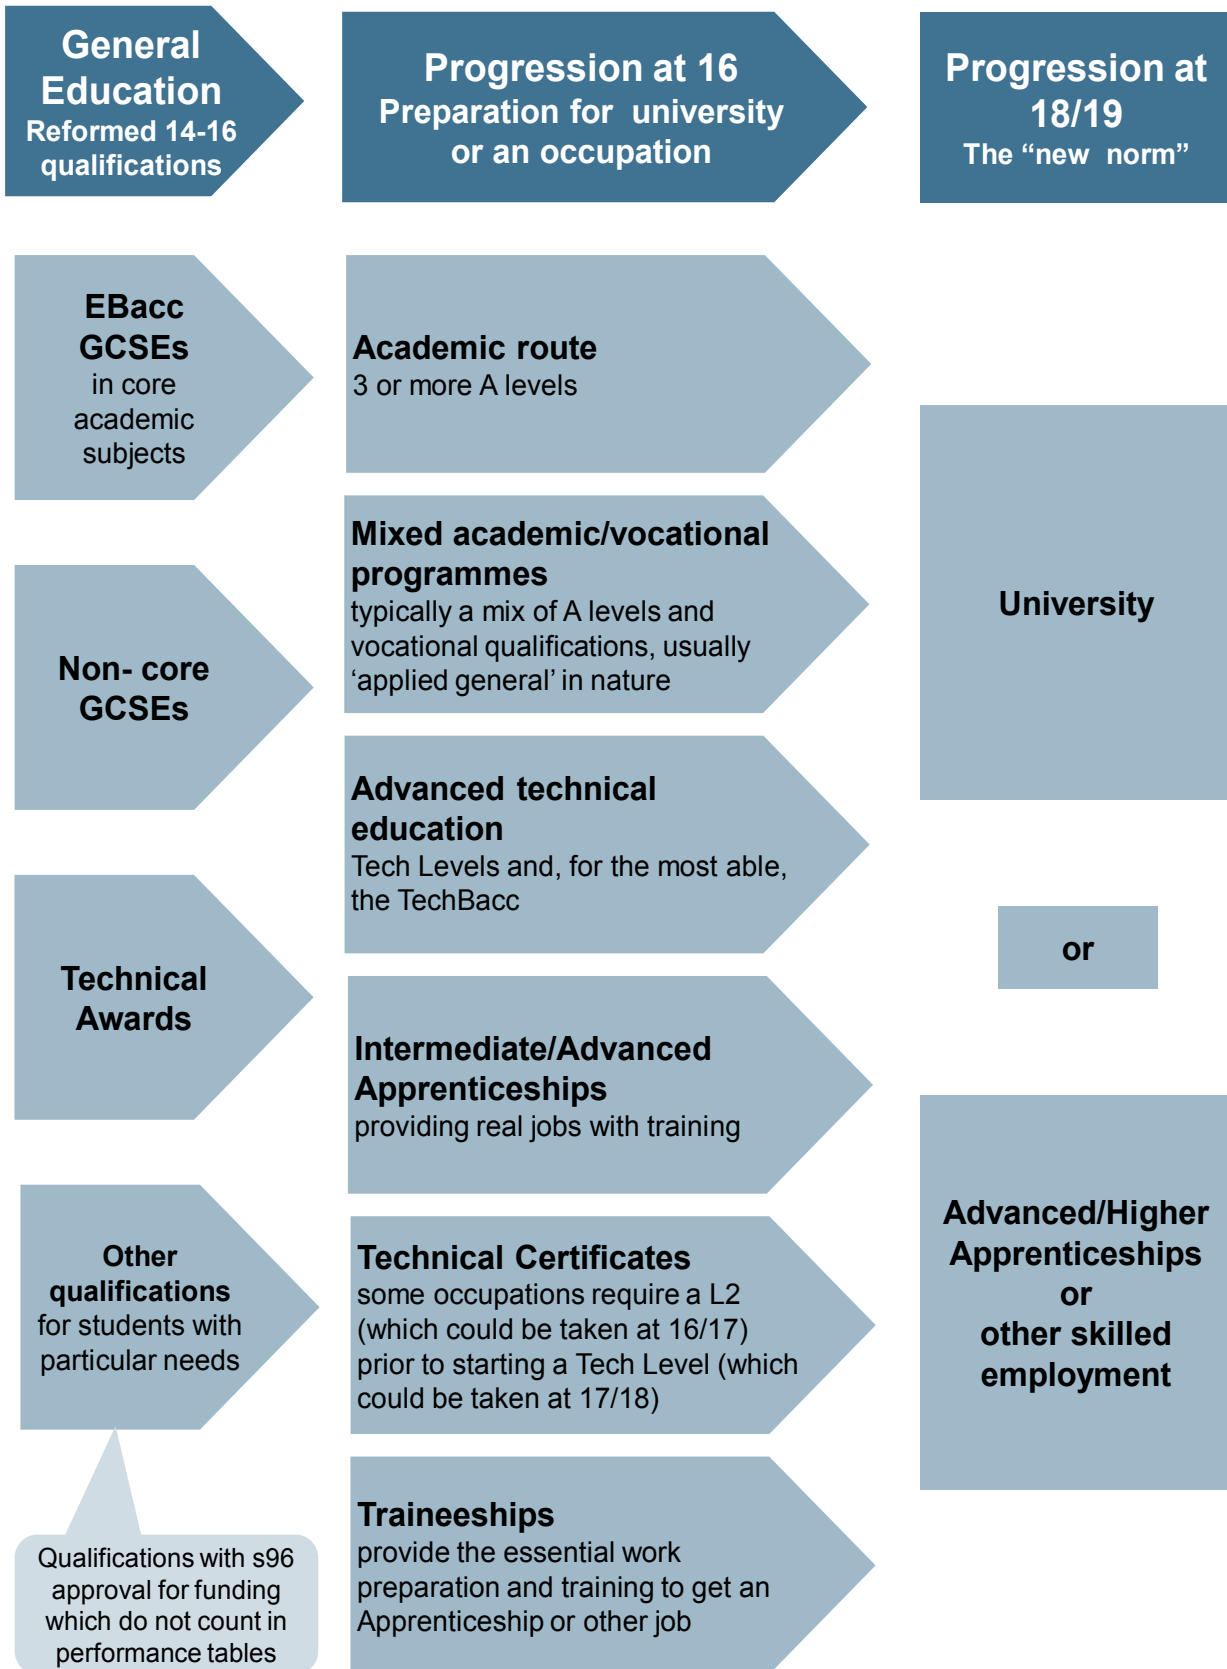 General
Education
Reformed 14-16
qualifications
Progression at 16
Preparation for university
or an occupation
Progression at
18/19
The “new norm”
EBacc
GCSEs
in core
academic
subjects
Non- core
GCSEs
Technical
Awards
Other
qualifications
for students with
particular needs
Qualifications with s96
approval for funding
which do not count in
performance tables
Academic route
3 or more A levels
Mixed academic/vocational
programmes
typically a mix of A levels and
vocational qualifications, usually
‘applied general’ in nature
Advanced technical
education
Tech Levels and, for the most able,
the TechBacc
Intermediate/Advanced
Apprenticeships
providing real jobs with training
Technical Certificates
some occupations require a L2
(which could be taken at 16/17)
prior to starting a Tech Level (which
could be taken at 17/18)
Traineeships
provide the essential work
preparation and training to get an
Apprenticeship or other job
University
or
Advanced/Higher
Apprenticeships
or
other skilled
employment